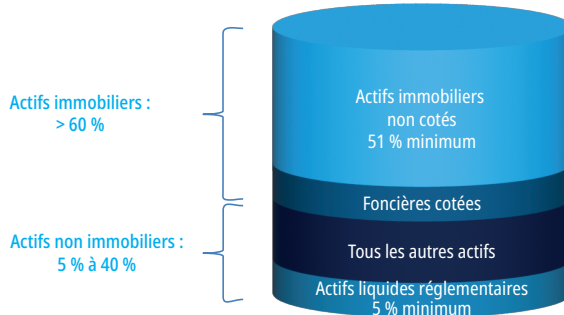 Actifs immobiliers :
> 60 %
Actifs non immobiliers :
5 % à 40 %
Actifs immobiliers
non cotés
51 % minimum
Foncières cotées
Tous les autres actifs
Actifs liquides réglementaires
5 % minimum